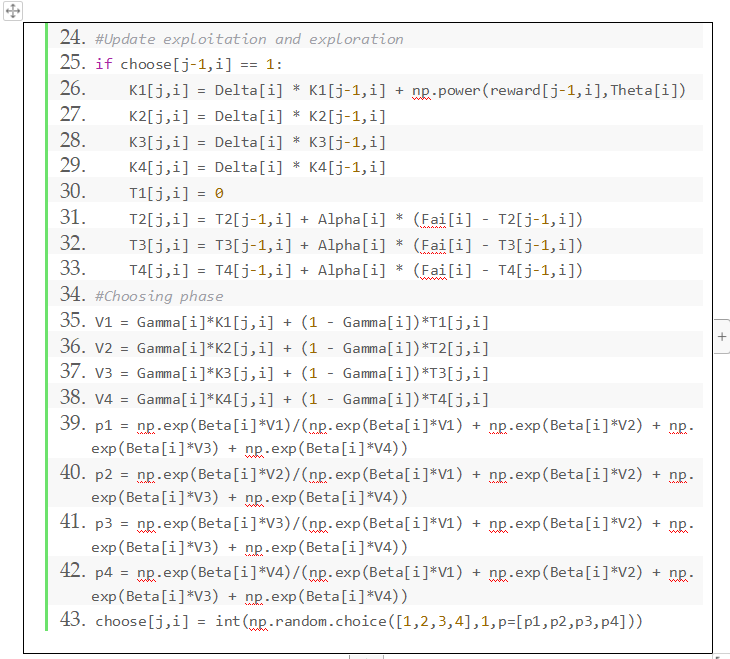 24. #Update exploitation and exploration
25. if choose[j-1,i] == 1:
26. K1[j,i] = Delta[i] * K1[j-1,i] + np.power(reward[j-1,i],Theta[i])
27. K2[j,i] = Delta[i] * K2[j-1,i]
28. K3[j,i] = Delta[i] * K3[j-1,i]
29. K4[j,i] = Delta[i] * K4[j-1,i]
30. T1[j,i] = 0
31. T2[j,i] = T2[j-1,i] + Alpha[i] * (Fai[i] - T2[j-1,i])
32. T3[j,i] = T3[j-1,i] + Alpha[i] * (Fai[i] - T3[j-1,i])
33. T4[j,i] = T4[j-1,i] + Alpha[i] * (Fai[i] - T4[j-1,i])
34. #Choosing phase
35. V1 = Gamma[i]*K1[j,i] + (1 - Gamma[i])*T1[j,i]
36. V2 = Gamma[i]*K2[j,i] + (1 - Gamma[i])*T2[j,i]
37. V3 = Gamma[i]*K3[j,i] + (1 - Gamma[i])*T3[j,i]
38. V4 = Gamma[i]*K4[j,i] + (1 - Gamma[i])*T4[j,i]
39. p1 = np.exp(Beta[i]*V1)/(np.exp(Beta[i]*V1) + np.exp(Beta[i]*V2) + np.
exp(Beta[i]*V3) + np.exp(Beta[i]*V4))
40. p2 = np.exp(Beta[i]*V2)/(np.exp(Beta[i]*V1) + np.exp(Beta[i]*V2) + np.
exp(Beta[i]*V3) + np.exp(Beta[i]*V4))
41. p3 = np.exp(Beta[i]*V3)/(np.exp(Beta[i]*V1) + np.exp(Beta[i]*V2) + np.
exp(Beta[i]*V3) + np.exp(Beta[i]*V4))
42. p4 = np.exp(Beta[i]*V4)/(np.exp(Beta[i]*V1) + np.exp(Beta[i]*V2) + np.
exp(Beta[i]*V3) + np.exp(Beta[i]*V4))
43. choose[j,i] = int(np.random.choice([1,2,3,4],1,p=[p1,p2,p3,p4]))